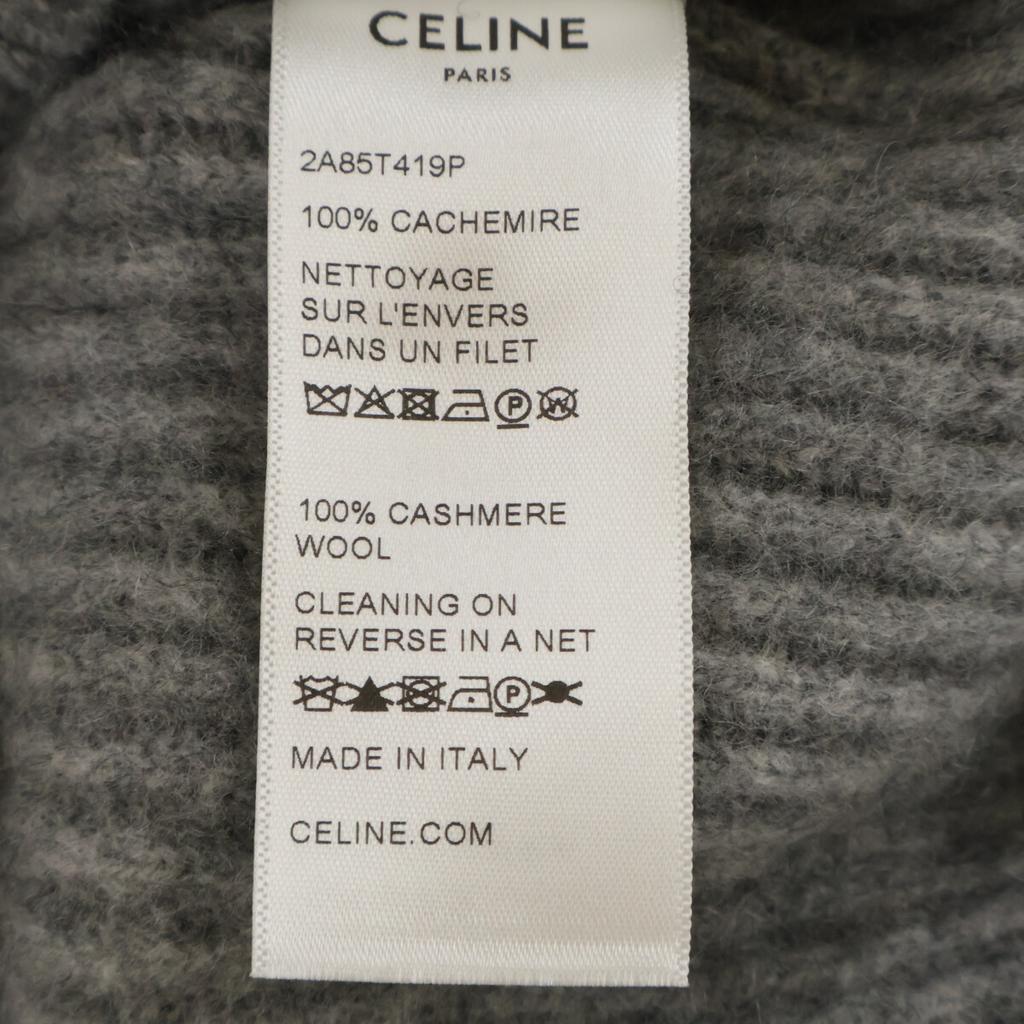 CELINE
PARIS
2A85T419P
100% CACHEMIRE
NETTOYAGE
SUR L'ENVERS
DANS UN FILET
P W
100% CASHMERE
WOOL
CLEANING ON
REVERSE IN A NET
P
MADE IN ITALY
CELINE.COM